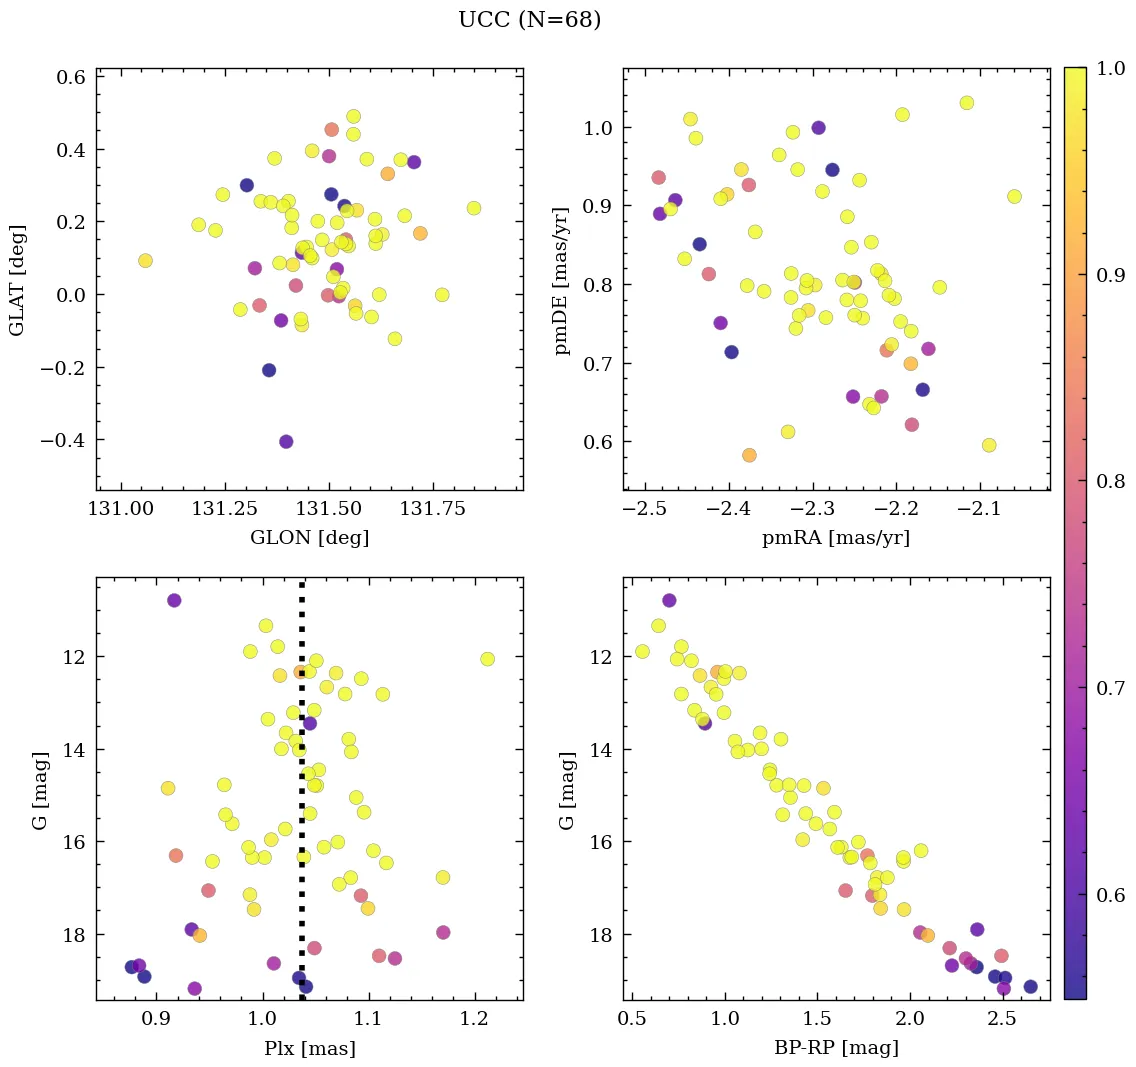 UCC (N=68)
0.6
0.4
0.2
0.0
−0.2
−0.4
GLAT [deg]
131.00 131.25 131.50 131.75
GLON [deg]
1.0
0.9
0.8
0.7
0.6
pmDE [mas/yr]
−2.5 −2.4 −2.3 −2.2 −2.1
pmRA [mas/yr]
12
14
16
18
G [mag]
0.9 1.0 1.1 1.2
Plx [mas]
12
14
16
18
G [mag]
0.5 1.0 1.5 2.0 2.5
BP-RP [mag]
1.0
0.9
0.8
0.7
0.6